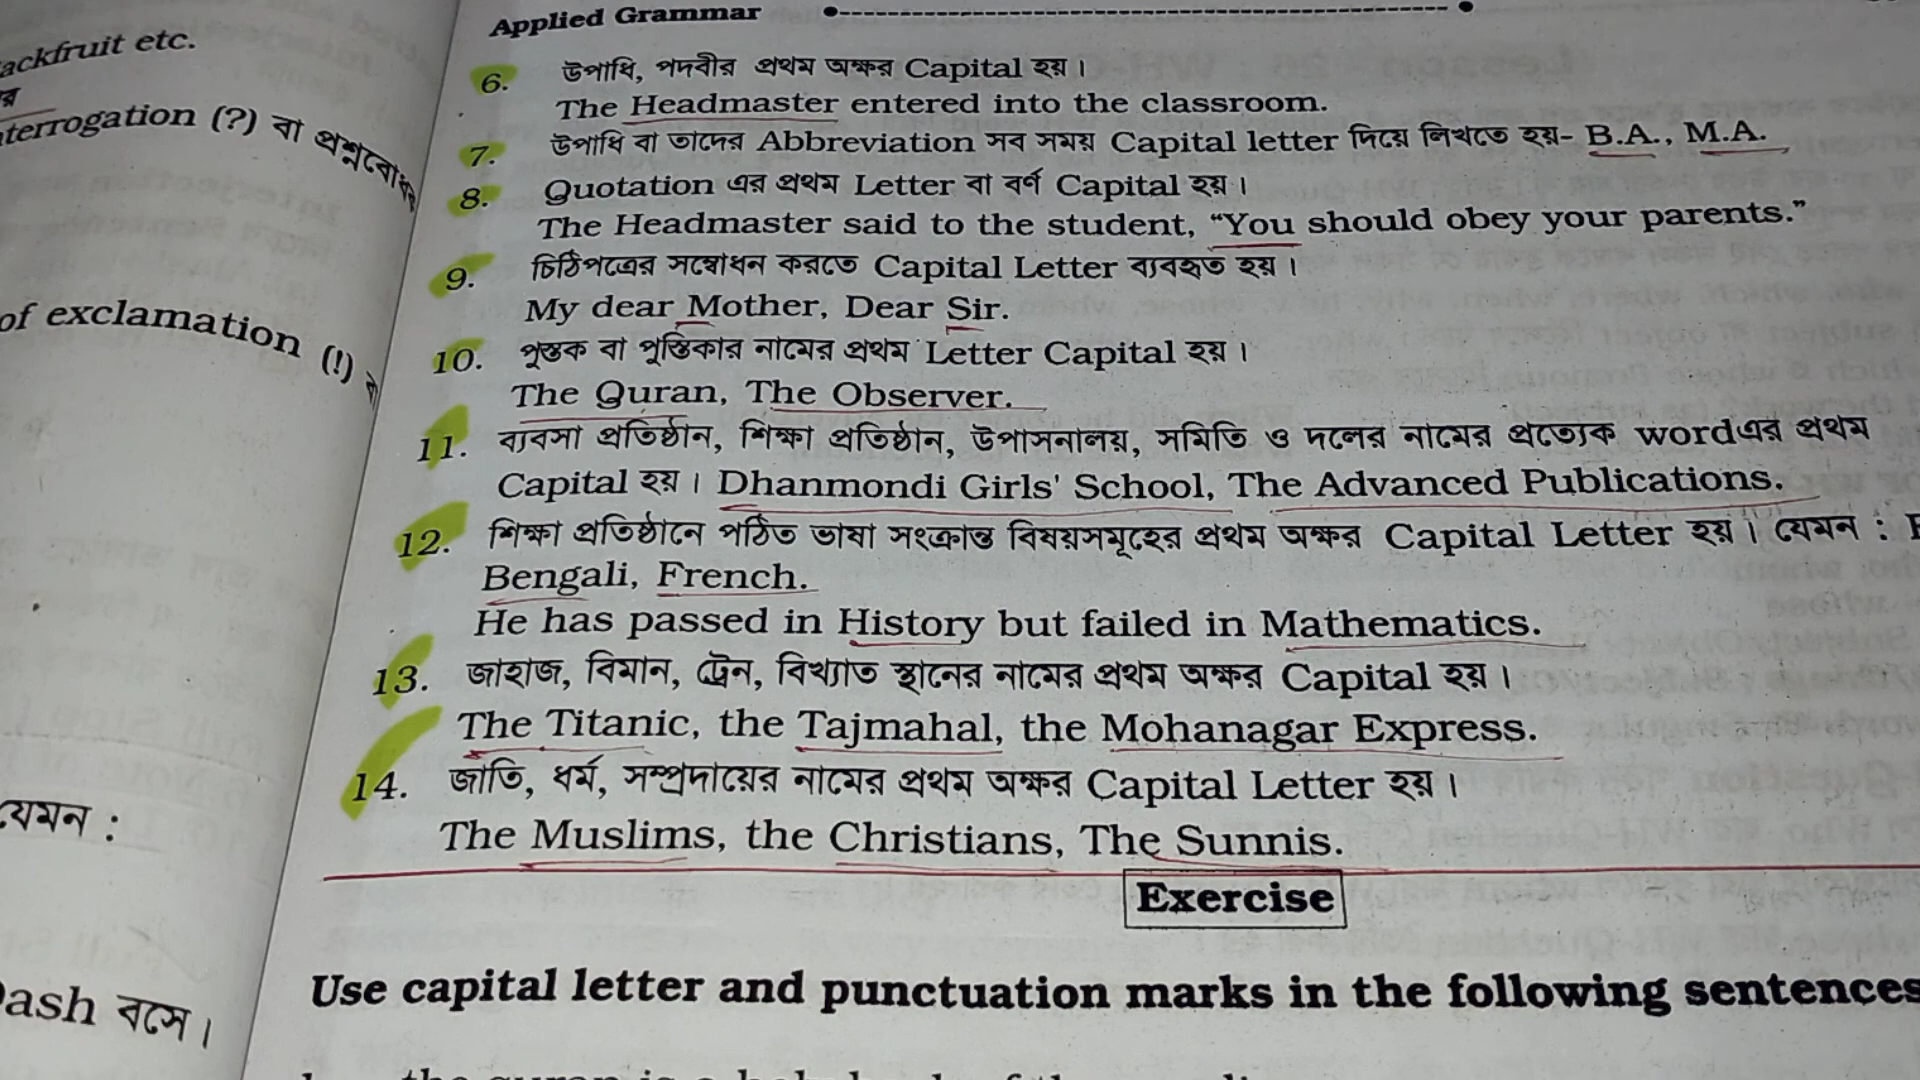 Applied Grammar
ackfruit etc.
6. উপাধি, পদবীর প্রথম অক্ষর Capital হয়।
The Headmaster entered into the classroom.
nterrogation (?) বা প্রশ্নবোধ
7. উপাধি বা তাদের Abbreviation সব সময় Capital letter দিয়ে লিখতে হয়- B.A., M.A.
8. Quotation এর প্রথম Letter বা বর্ণ Capital হয়।
The Headmaster said to the student, “You should obey your parents.”
9. চিঠিপত্রের সম্বোধন করতে Capital Letter ব্যবহৃত হয়।
My dear Mother, Dear Sir.
of exclamation (!)
10. পুস্তক বা পুস্তিকার নামের প্রথম Letter Capital হয়।
The Quran, The Observer.
11. ব্যবসা প্রতিষ্ঠান, শিক্ষা প্রতিষ্ঠান, উপাসনালয়, সমিতি ও দলের নামের প্রত্যেক wordএর প্রথম
Capital হয়। Dhanmondi Girls' School, The Advanced Publications.
12. শিক্ষা প্রতিষ্ঠানে পঠিত ভাষা সংক্রান্ত বিষয়সমূহের প্রথম অক্ষর Capital Letter হয়। যেমন :
Bengali, French.
He has passed in History but failed in Mathematics.
13. জাহাজ, বিমান, ট্রেন, বিখ্যাত স্থানের নামের প্রথম অক্ষর Capital হয়।
The Titanic, the Tajmahal, the Mohanagar Express.
14. জাতি, ধর্ম, সম্প্রদায়ের নামের প্রথম অক্ষর Capital Letter হয়।
The Muslims, the Christians, The Sunnis.
যেমন :
Exercise
Use capital letter and punctuation marks in the following sentences
Dash বসে।